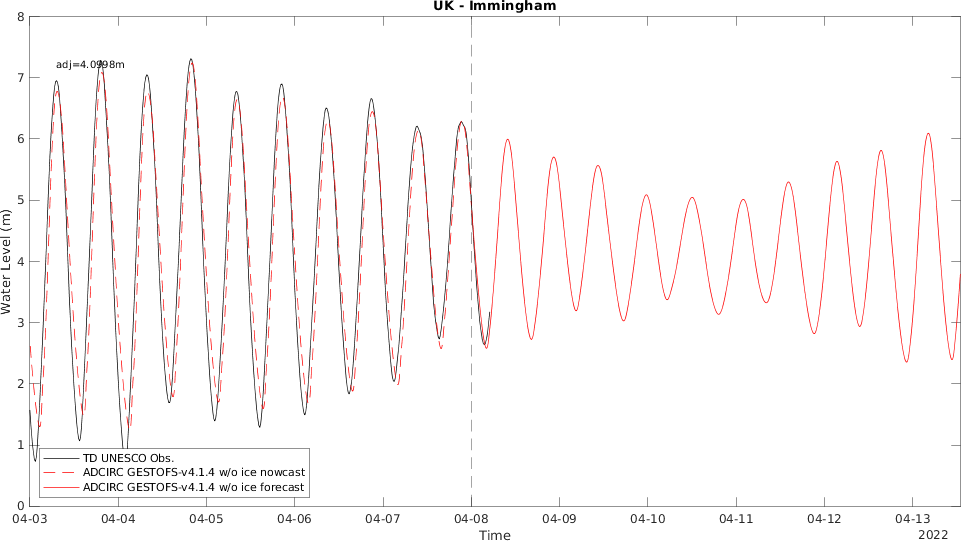 UK - Immingham
8
7
6
5
4
3
2
1
0
Water Level (m)
adj=4.0998m
TD UNESCO Obs.
ADCIRC GESTOFS-v4.1.4 w/o ice nowcast
ADCIRC GESTOFS-v4.1.4 w/o ice forecast
04-03 04-04 04-05 04-06 04-07 04-08 04-09 04-10 04-11 04-12 04-13
Time
2022